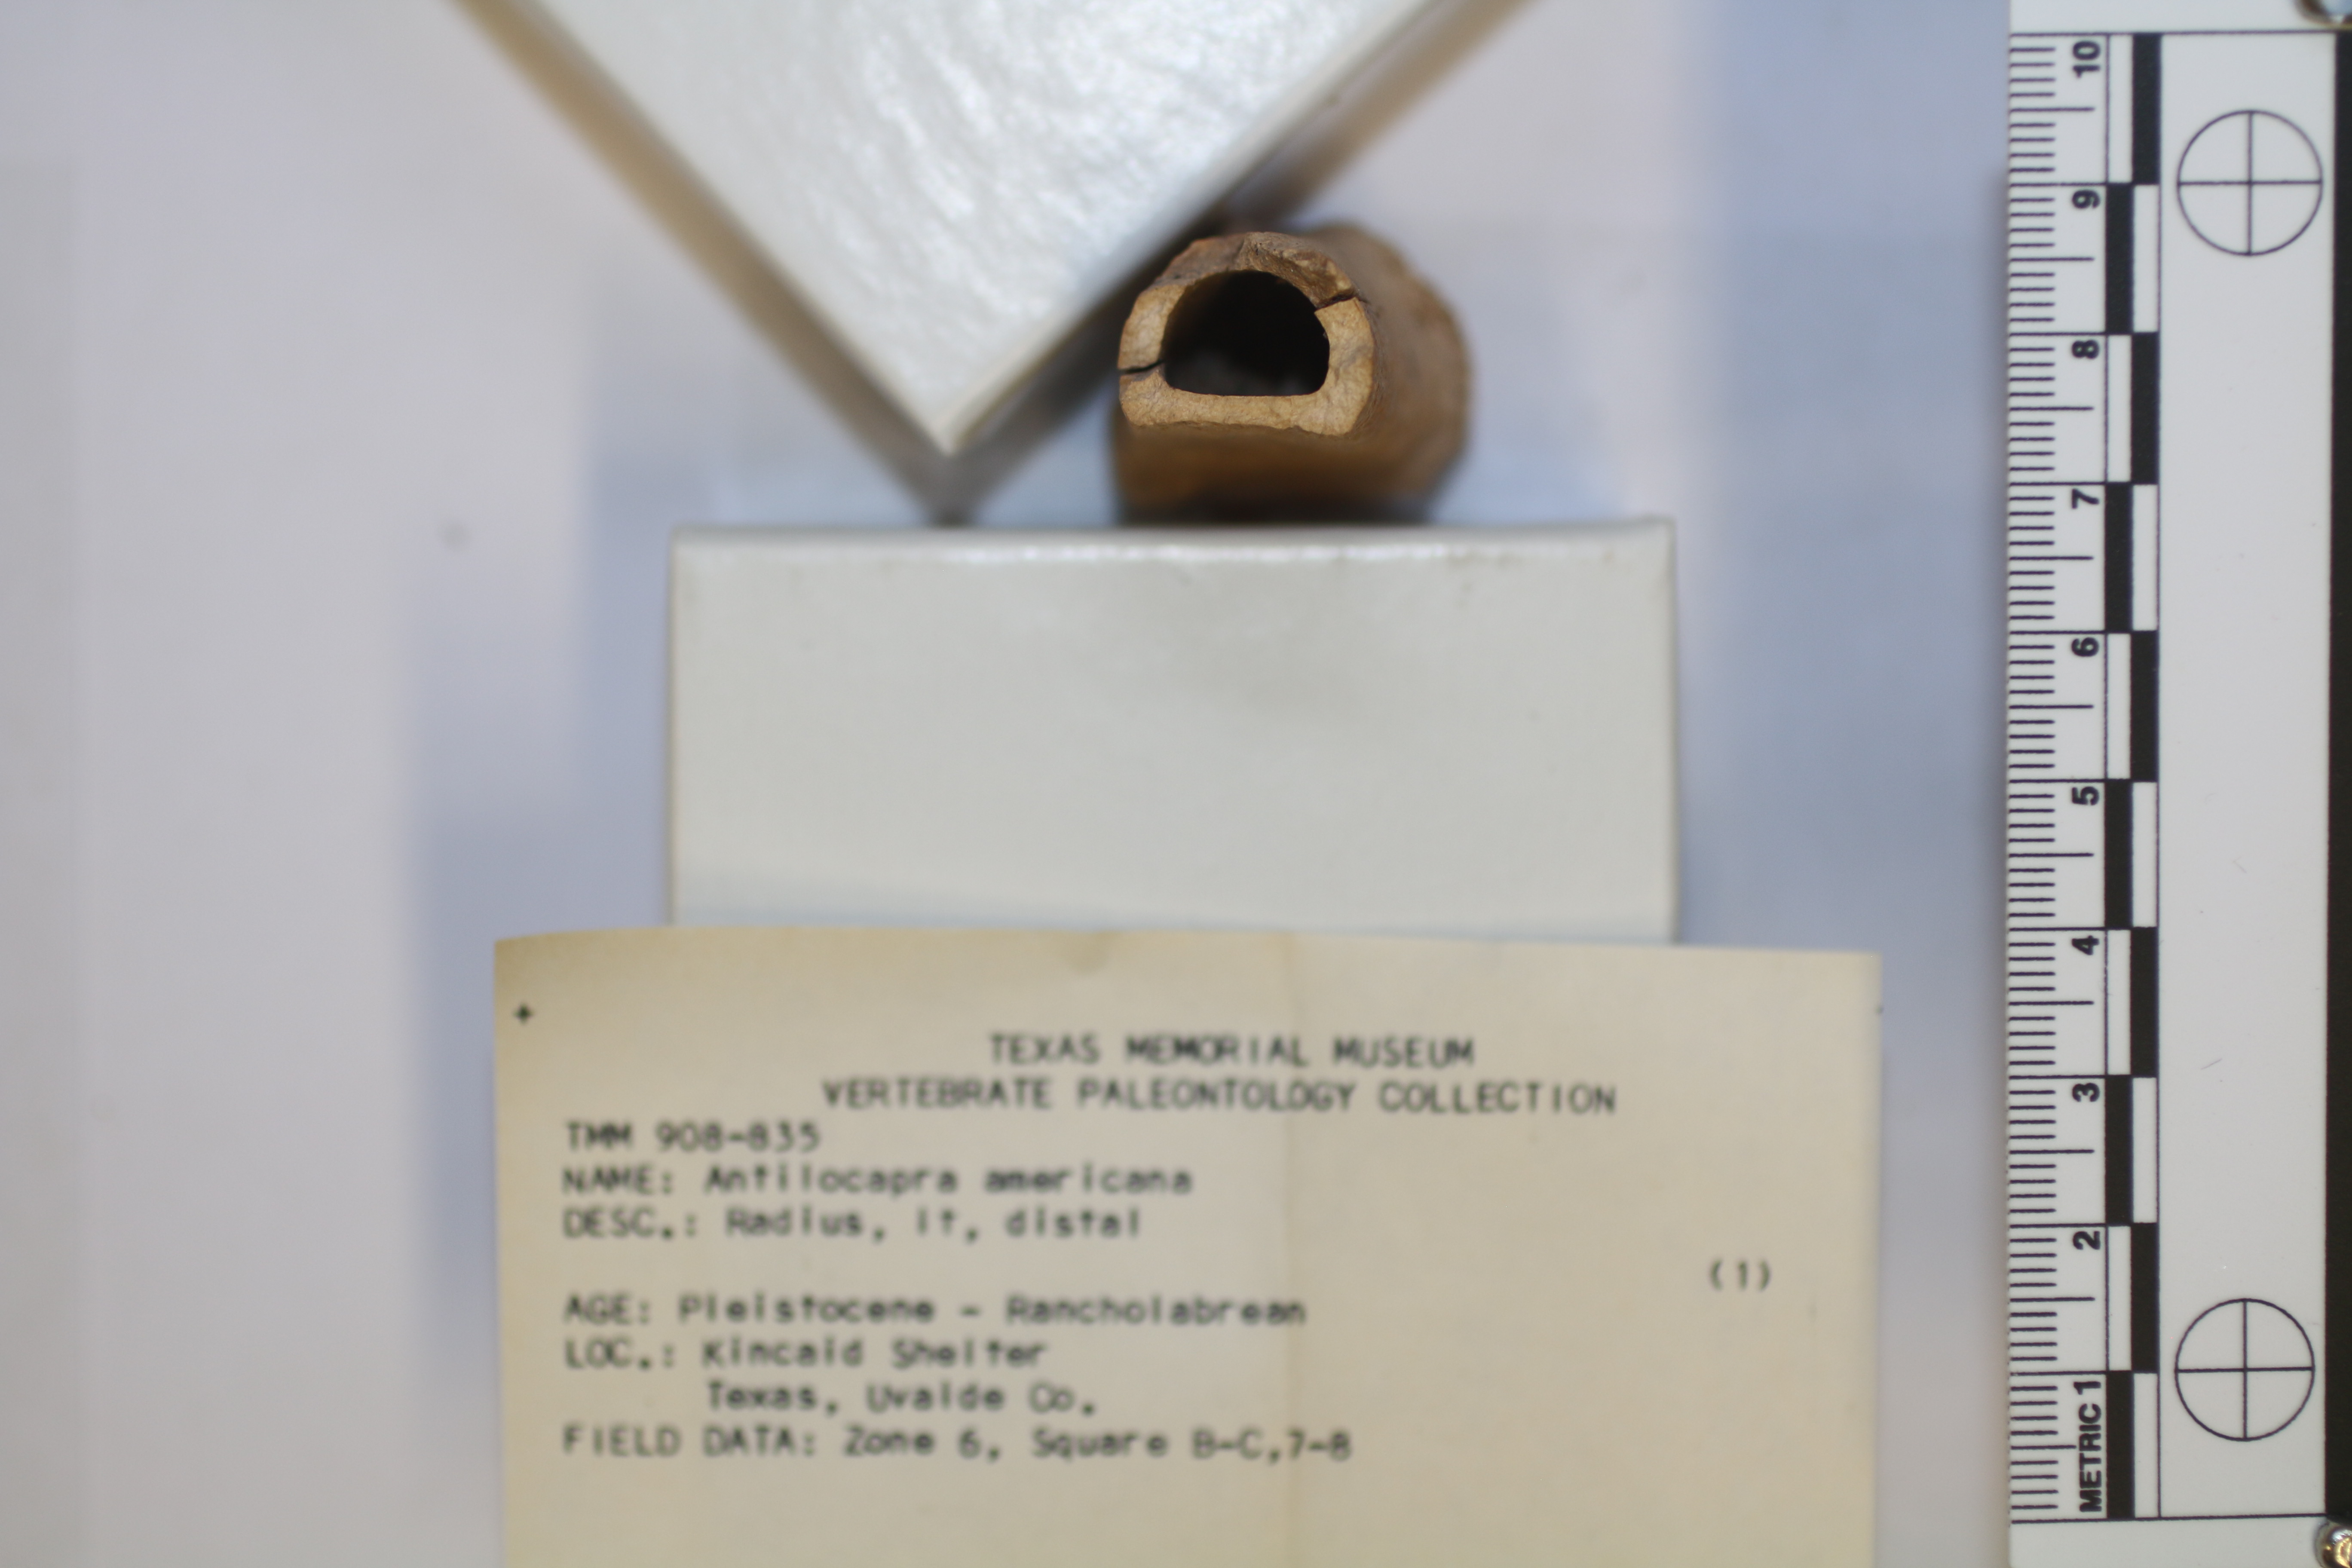 TEXAS MEMORIAL MUSEUM
VERTEBRATE PALEONTOLOGY COLLECTION
TMM 908-835
NAME: Antilocapra americana
DESC.: Radius, lt, distal
(1)
AGE: Pleistocene - Rancholabrean
LOC.: Kincaid Shelter
Texas, Uvalde Co.
FIELD DATA: Zone 6, Square B-C,7-8
10
9
8
7
6
5
4
3
2
METRIC 1